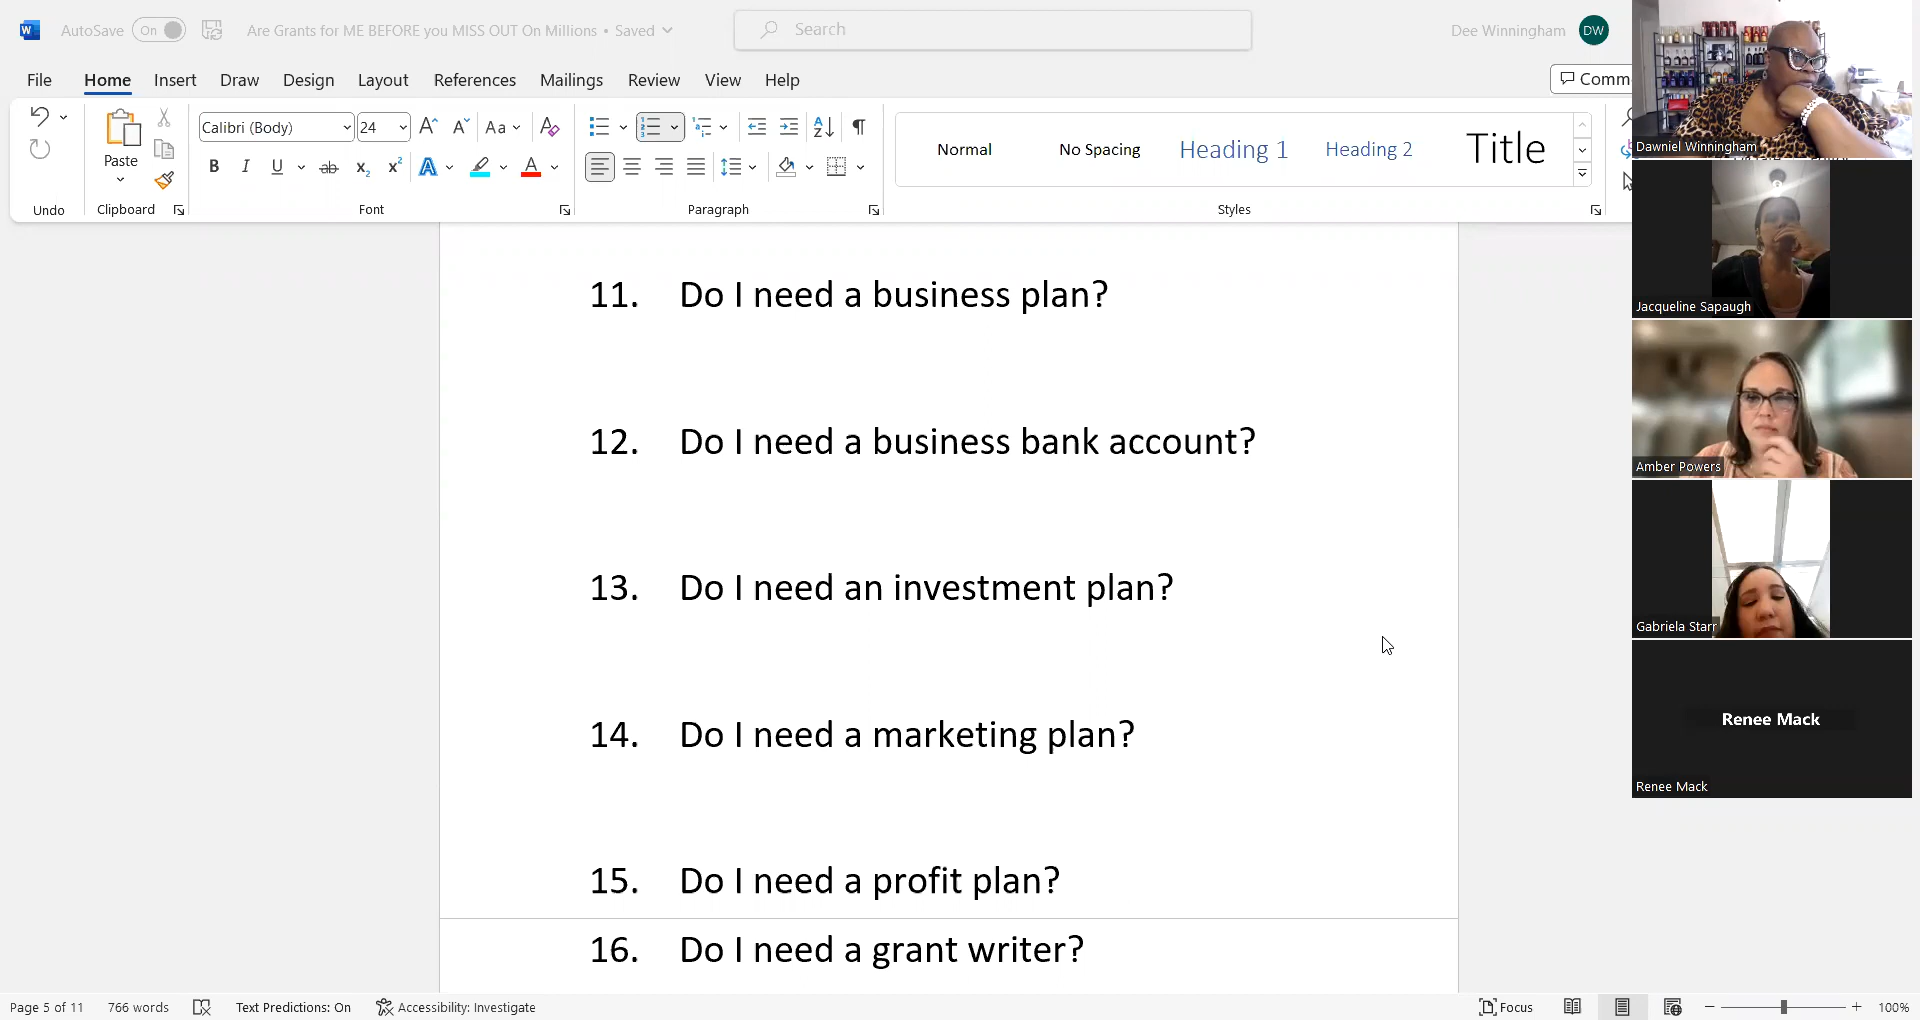 AutoSave On Are Grants for ME BEFORE you MISS OUT On Millions • Saved Search Dee Winningham DW
File Home Insert Draw Design Layout References Mailings Review View Help Comm
Calibri (Body) 24 Aa
Paste
B I U ab x2 x2 A A
Normal No Spacing Heading 1 Heading 2 Title
Undo Clipboard Font Paragraph Styles
11. Do I need a business plan?
12. Do I need a business bank account?
13. Do I need an investment plan?
14. Do I need a marketing plan?
15. Do I need a profit plan?
16. Do I need a grant writer?
Dawniel Winningham
Jacqueline Sapaugh
Amber Powers
Gabriela Starr
Renee Mack
Renee Mack
Page 5 of 11 766 words Text Predictions: On Accessibility: Investigate Focus 100%